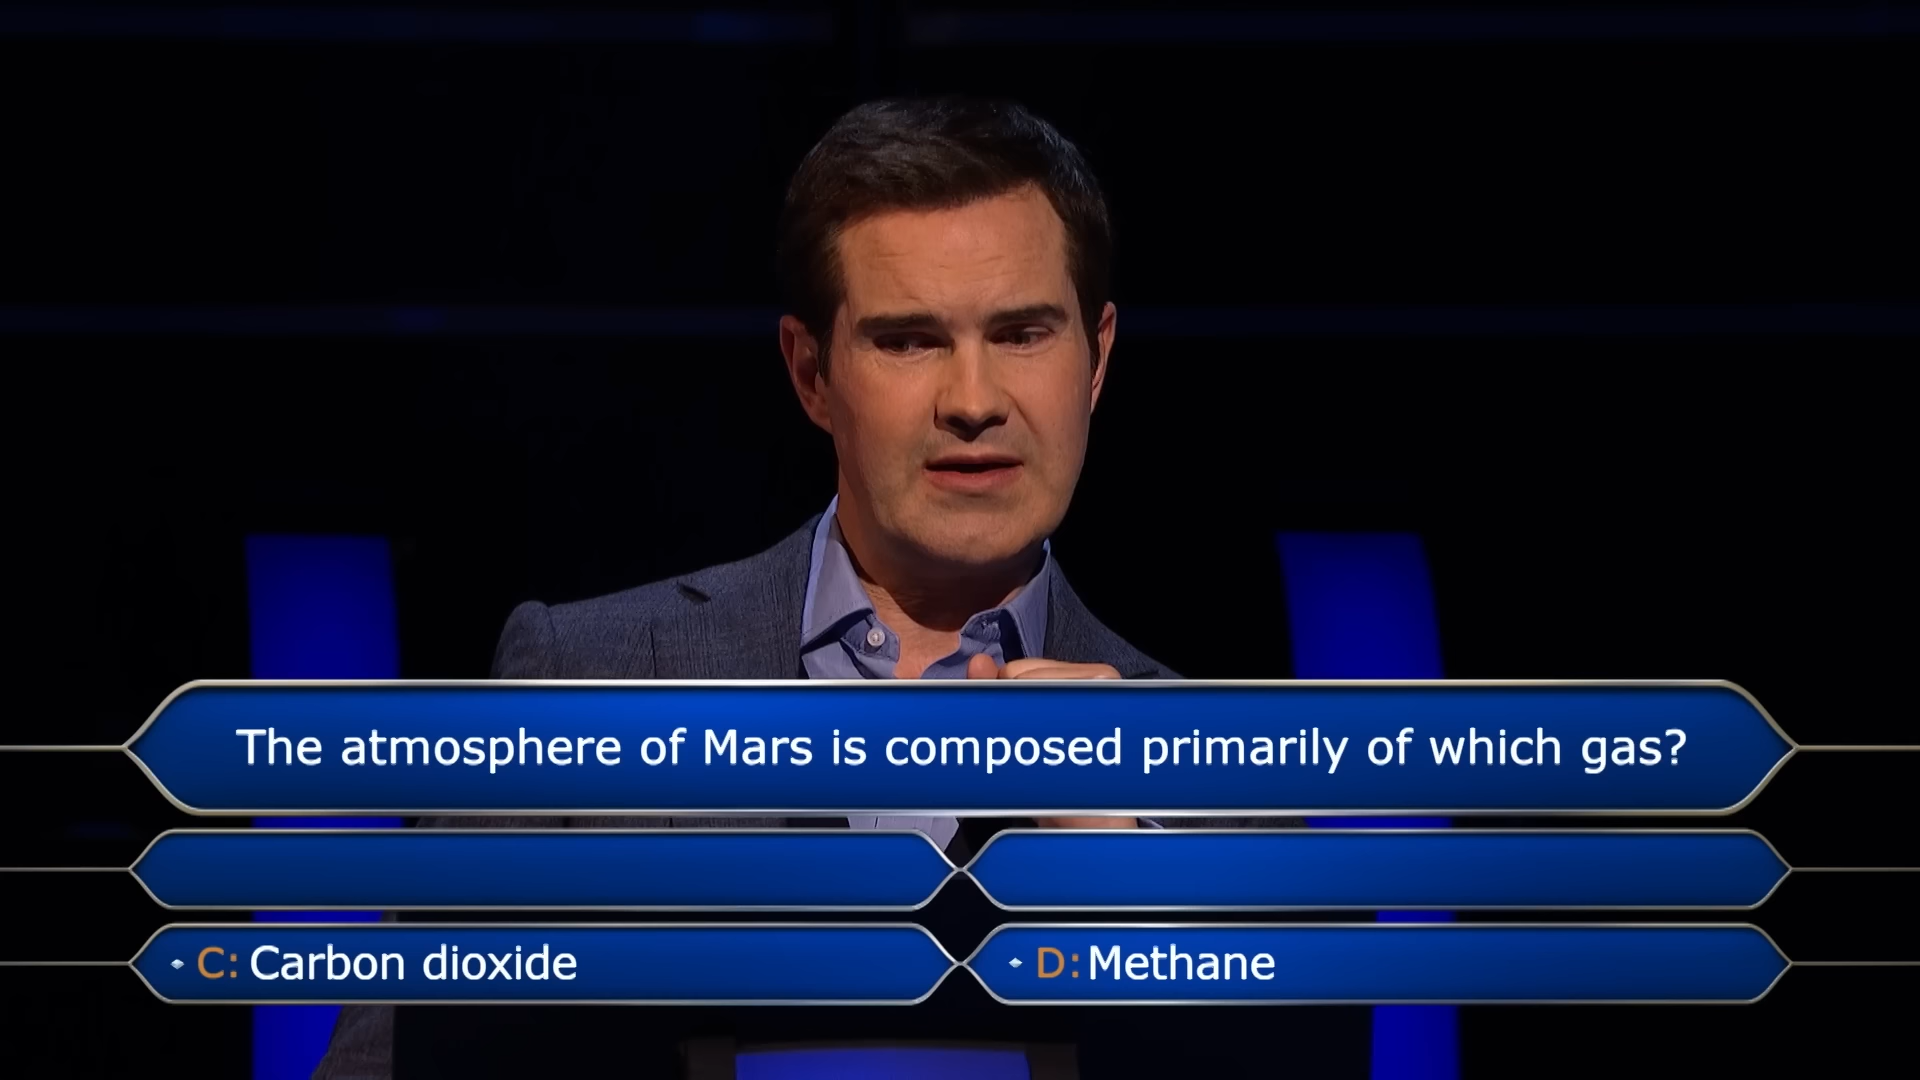 The atmosphere of Mars is composed primarily of which gas?
C: Carbon dioxide
D: Methane